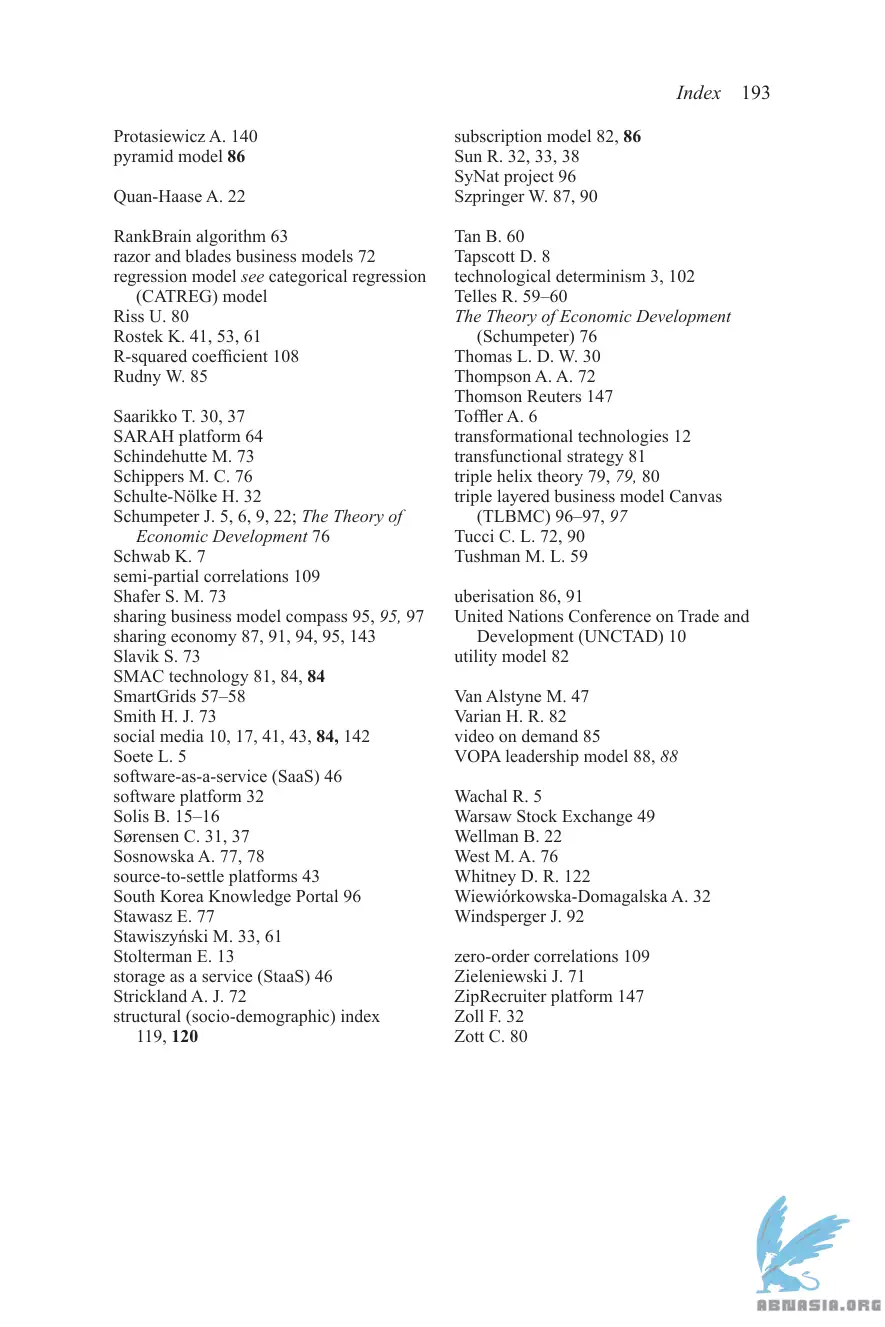 Index 193
Protasiewicz A. 140
pyramid model 86
Quan-Haase A. 22
RankBrain algorithm 63
razor and blades business models 72
regression model see categorical regression
(CATREG) model
Riss U. 80
Rostek K. 41, 53, 61
R-squared coefficient 108
Rudny W. 85
Saarikko T. 30, 37
SARAH platform 64
Schindehutte M. 73
Schippers M. C. 76
Schulte-Nölke H. 32
Schumpeter J. 5, 6, 9, 22; The Theory of
Economic Development 76
Schwab K. 7
semi-partial correlations 109
Shafer S. M. 73
sharing business model compass 95, 95, 97
sharing economy 87, 91, 94, 95, 143
Slavik S. 73
SMAC technology 81, 84, 84
SmartGrids 57–58
Smith H. J. 73
social media 10, 17, 41, 43, 84, 142
Soete L. 5
software-as-a-service (SaaS) 46
software platform 32
Solis B. 15–16
Sørensen C. 31, 37
Sosnowska A. 77, 78
source-to-settle platforms 43
South Korea Knowledge Portal 96
Stawasz E. 77
Stawiszyński M. 33, 61
Stolterman E. 13
storage as a service (StaaS) 46
Strickland A. J. 72
structural (socio-demographic) index
119, 120
subscription model 82, 86
Sun R. 32, 33, 38
SyNat project 96
Szpringer W. 87, 90
Tan B. 60
Tapscott D. 8
technological determinism 3, 102
Telles R. 59–60
The Theory of Economic Development
(Schumpeter) 76
Thomas L. D. W. 30
Thompson A. A. 72
Thomson Reuters 147
Toffler A. 6
transformational technologies 12
transfunctional strategy 81
triple helix theory 79, 79, 80
triple layered business model Canvas
(TLBMC) 96–97, 97
Tucci C. L. 72, 90
Tushman M. L. 59
uberisation 86, 91
United Nations Conference on Trade and
Development (UNCTAD) 10
utility model 82
Van Alstyne M. 47
Varian H. R. 82
video on demand 85
VOPA leadership model 88, 88
Wachal R. 5
Warsaw Stock Exchange 49
Wellman B. 22
West M. A. 76
Whitney D. R. 122
Wiewiórkowska-Domagalska A. 32
Windsperger J. 92
zero-order correlations 109
Zieleniewski J. 71
ZipRecruiter platform 147
Zoll F. 32
Zott C. 80
ABNASIA.ORG